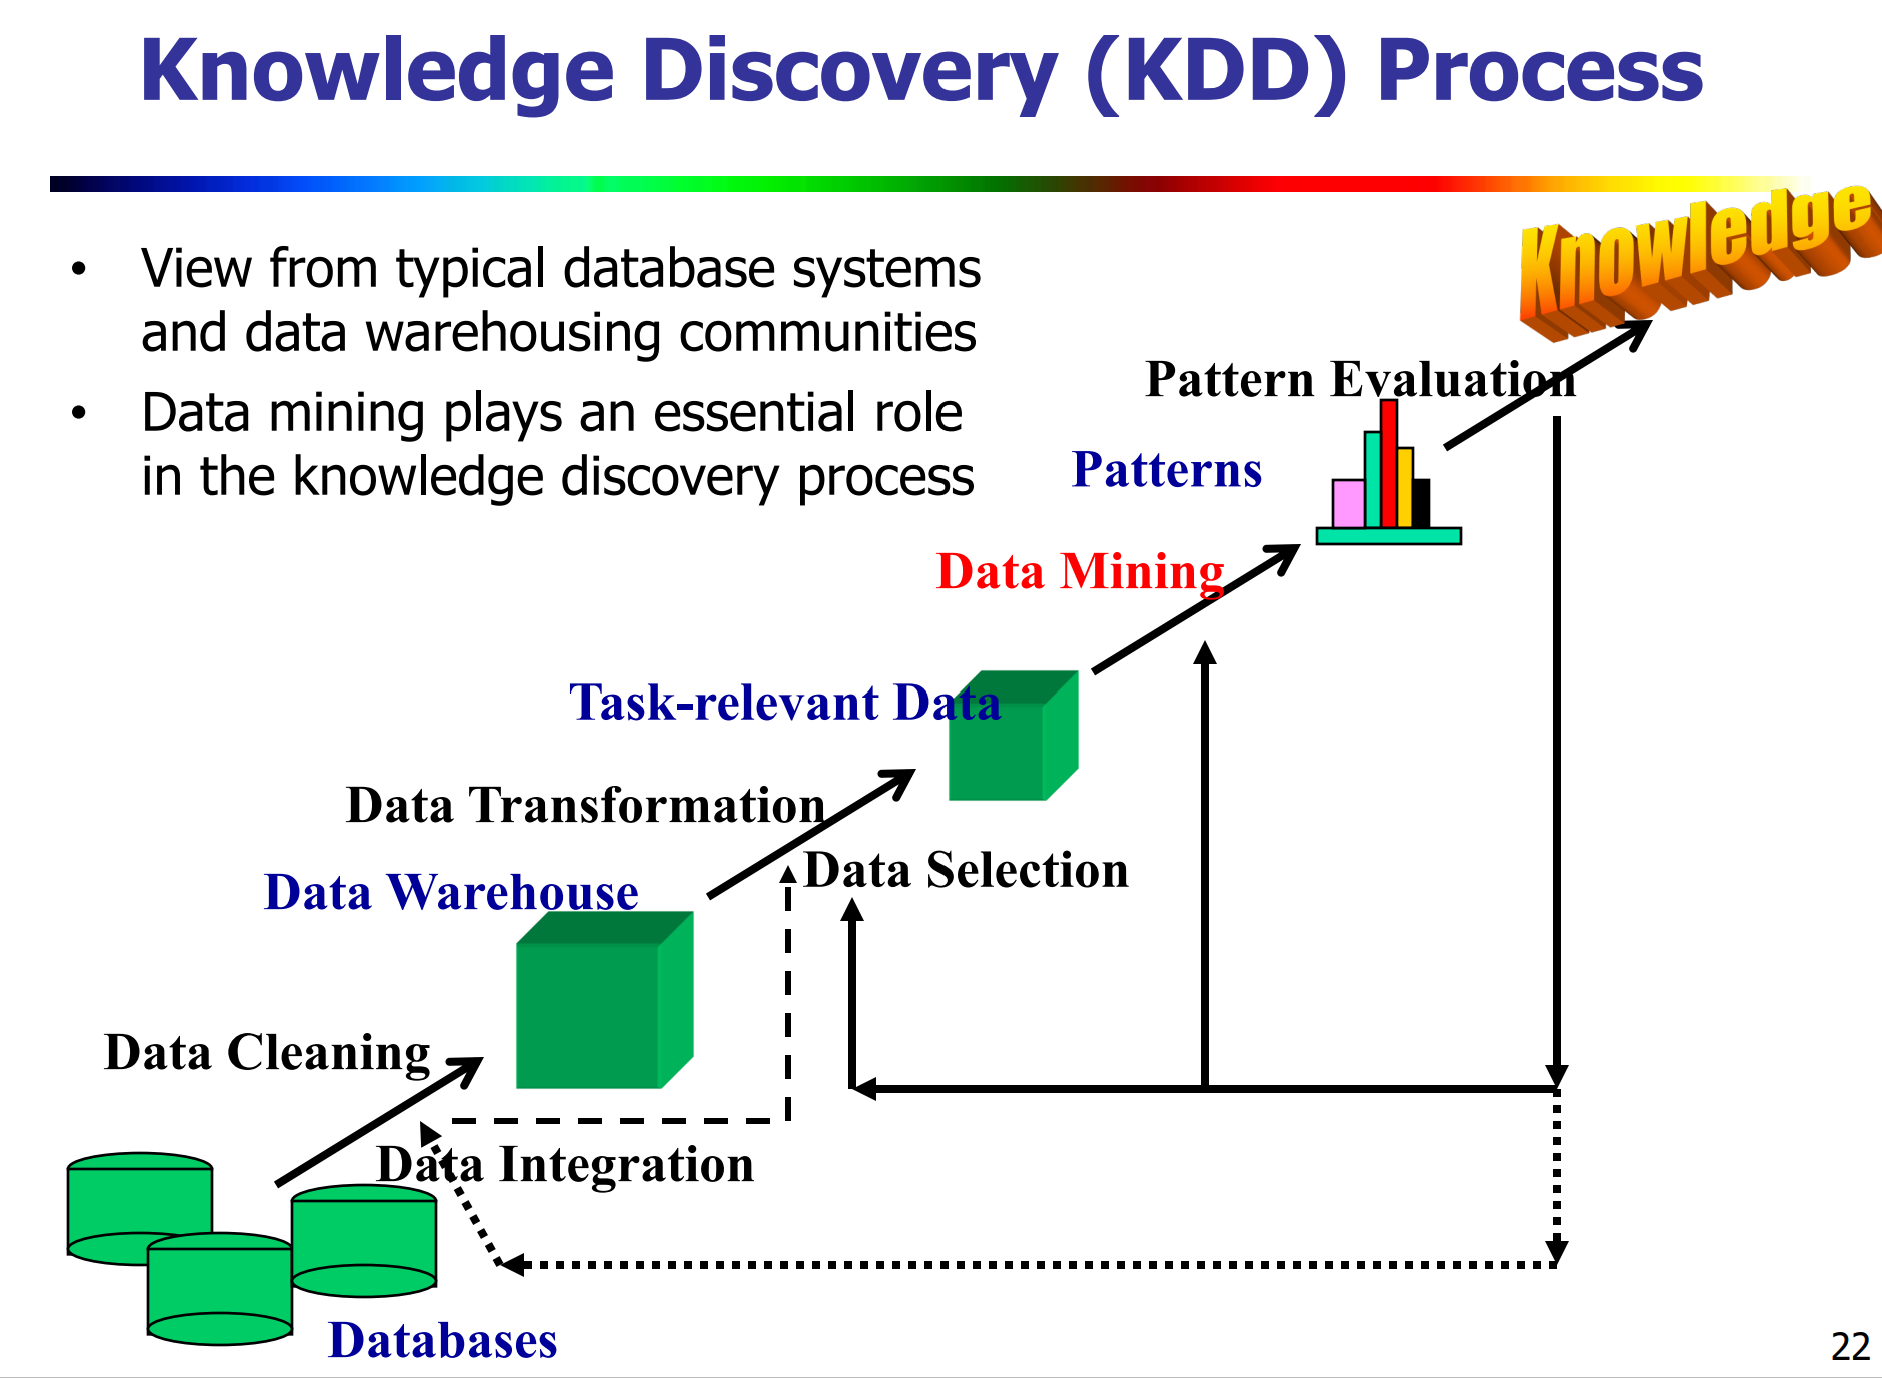 Knowledge Discovery (KDD) Process
• View from typical database systems
and data warehousing communities
• Data mining plays an essential role
in the knowledge discovery process
Knowledge
Pattern Evaluation
Patterns
Data Mining
Task-relevant Data
Data Transformation
Data Selection
Data Warehouse
Data Cleaning
Data Integration
Databases
22